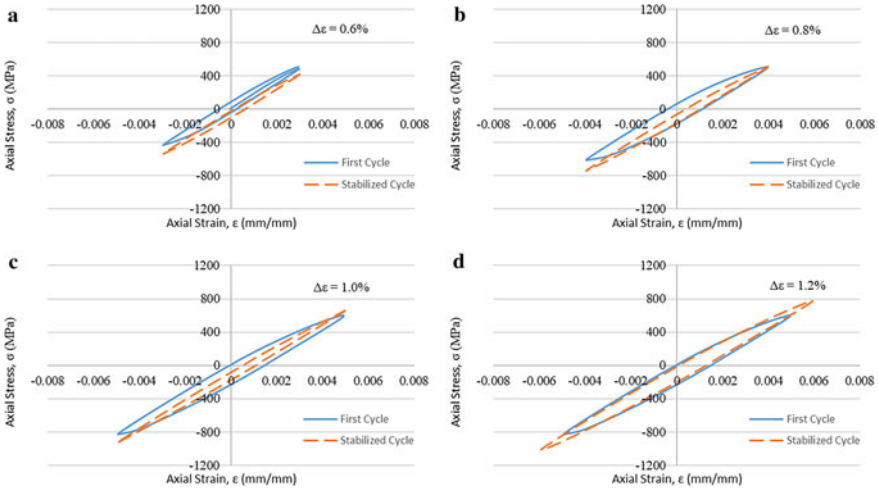 a
1200
Δε = 0.6%
800
400
0
-0.008 -0.006 -0.004 -0.002 0 0.002 0.004 0.006 0.008
-400
-800
-1200
First Cycle
Stabilized Cycle
Axial Stress, σ (MPa)
Axial Strain, ε (mm/mm)
b
1200
Δε = 0.8%
800
400
0
-0.008 -0.006 -0.004 -0.002 0 0.002 0.004 0.006 0.008
-400
-800
-1200
First Cycle
Stabilized Cycle
Axial Stress, σ (MPa)
Axial Strain, ε (mm/mm)
c
1200
Δε = 1.0%
800
400
0
-0.008 -0.006 -0.004 -0.002 0 0.002 0.004 0.006 0.008
-400
-800
-1200
First Cycle
Stabilized Cycle
Axial Stress, σ (MPa)
Axial Strain, ε (mm/mm)
d
1200
Δε = 1.2%
800
400
0
-0.008 -0.006 -0.004 -0.002 0 0.002 0.004 0.006 0.008
-400
-800
-1200
First Cycle
Stabilized Cycle
Axial Stress, σ (MPa)
Axial Strain, ε (mm/mm)